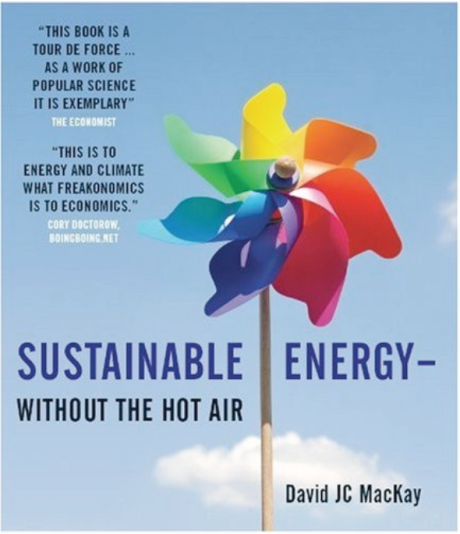 "THIS BOOK IS A
TOUR DE FORCE ...
AS A WORK OF
POPULAR SCIENCE
IT IS EXEMPLARY"
THE ECONOMIST
"THIS IS TO
ENERGY AND CLIMATE
WHAT FREAKONOMICS
IS TO ECONOMICS."
CORY DOCTOROW,
BOINGBOING.NET
SUSTAINABLE ENERGY–
WITHOUT THE HOT AIR
David JC MacKay